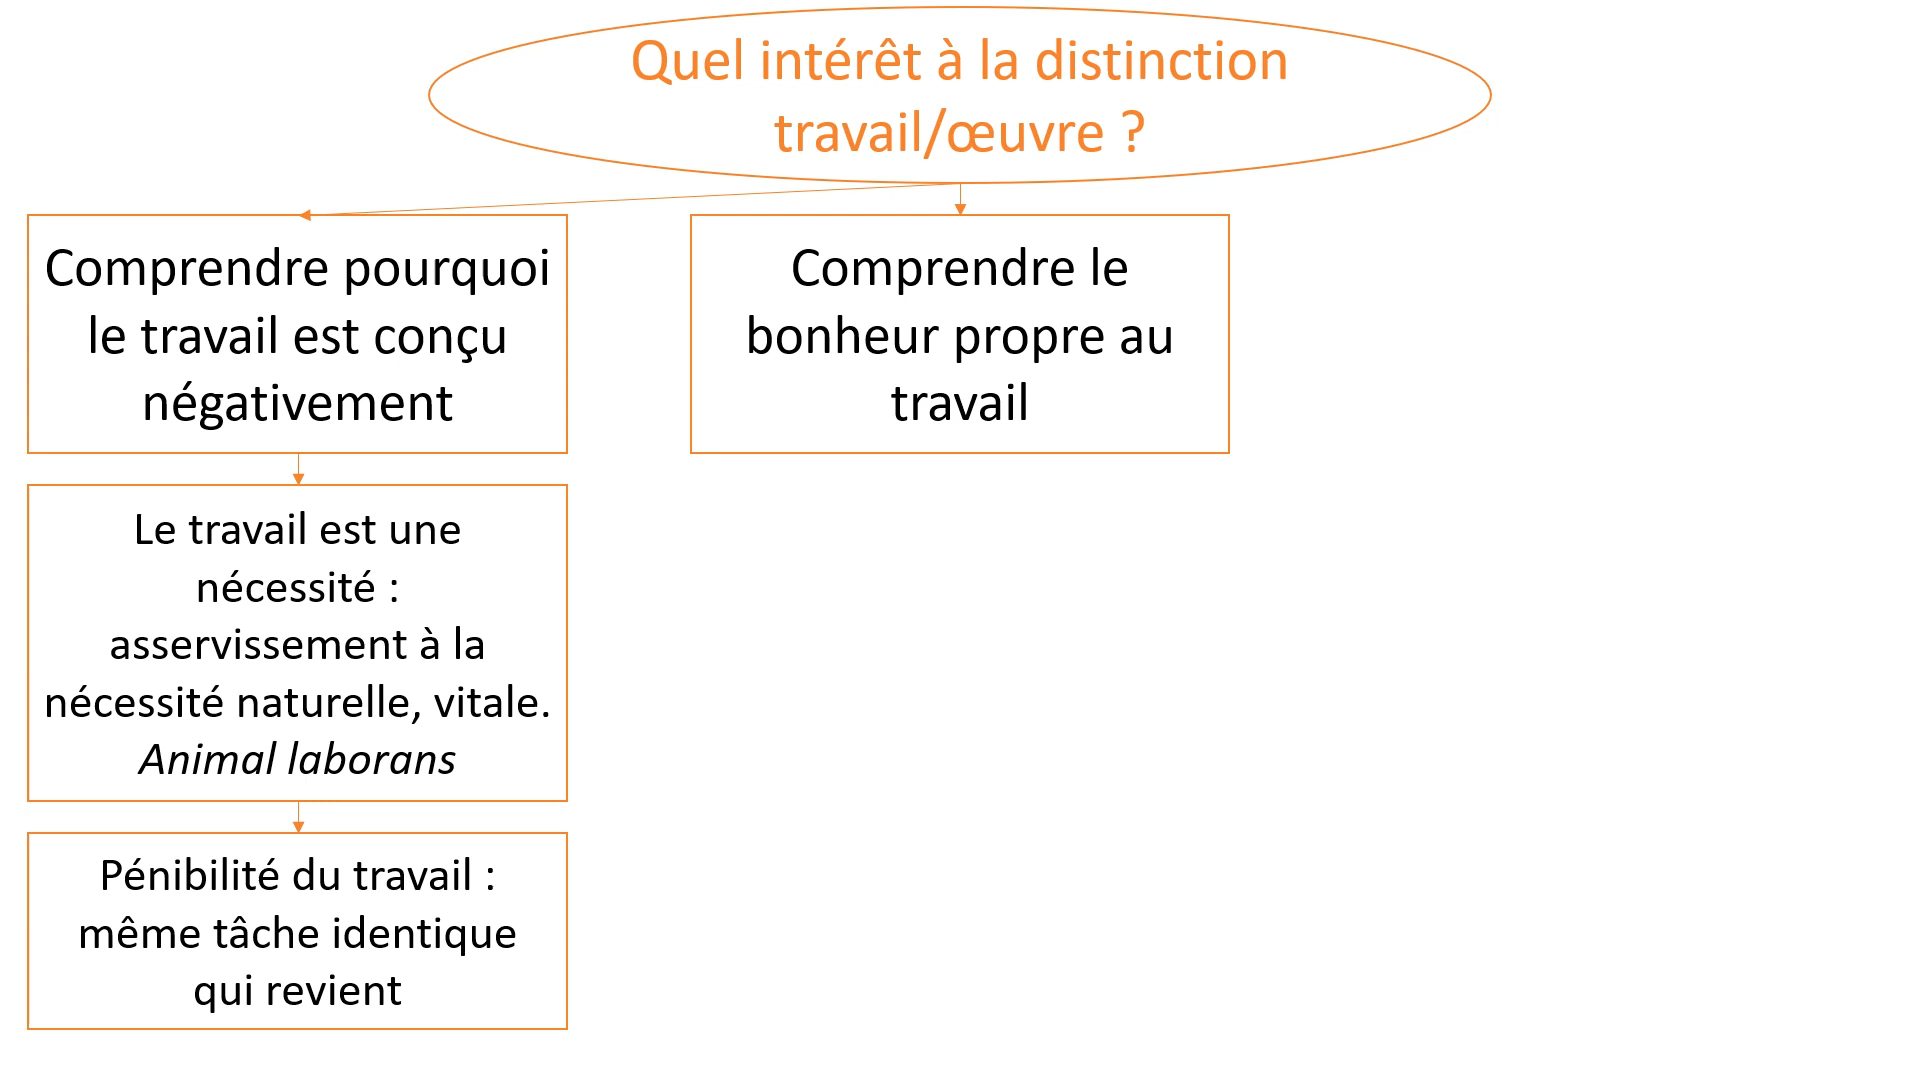 Quel intérêt à la distinction
travail/œuvre ?
Comprendre pourquoi
le travail est conçu
négativement
Comprendre le
bonheur propre au
travail
Le travail est une
nécessité :
asservissement à la
nécessité naturelle, vitale.
Animal laborans
Pénibilité du travail :
même tâche identique
qui revient